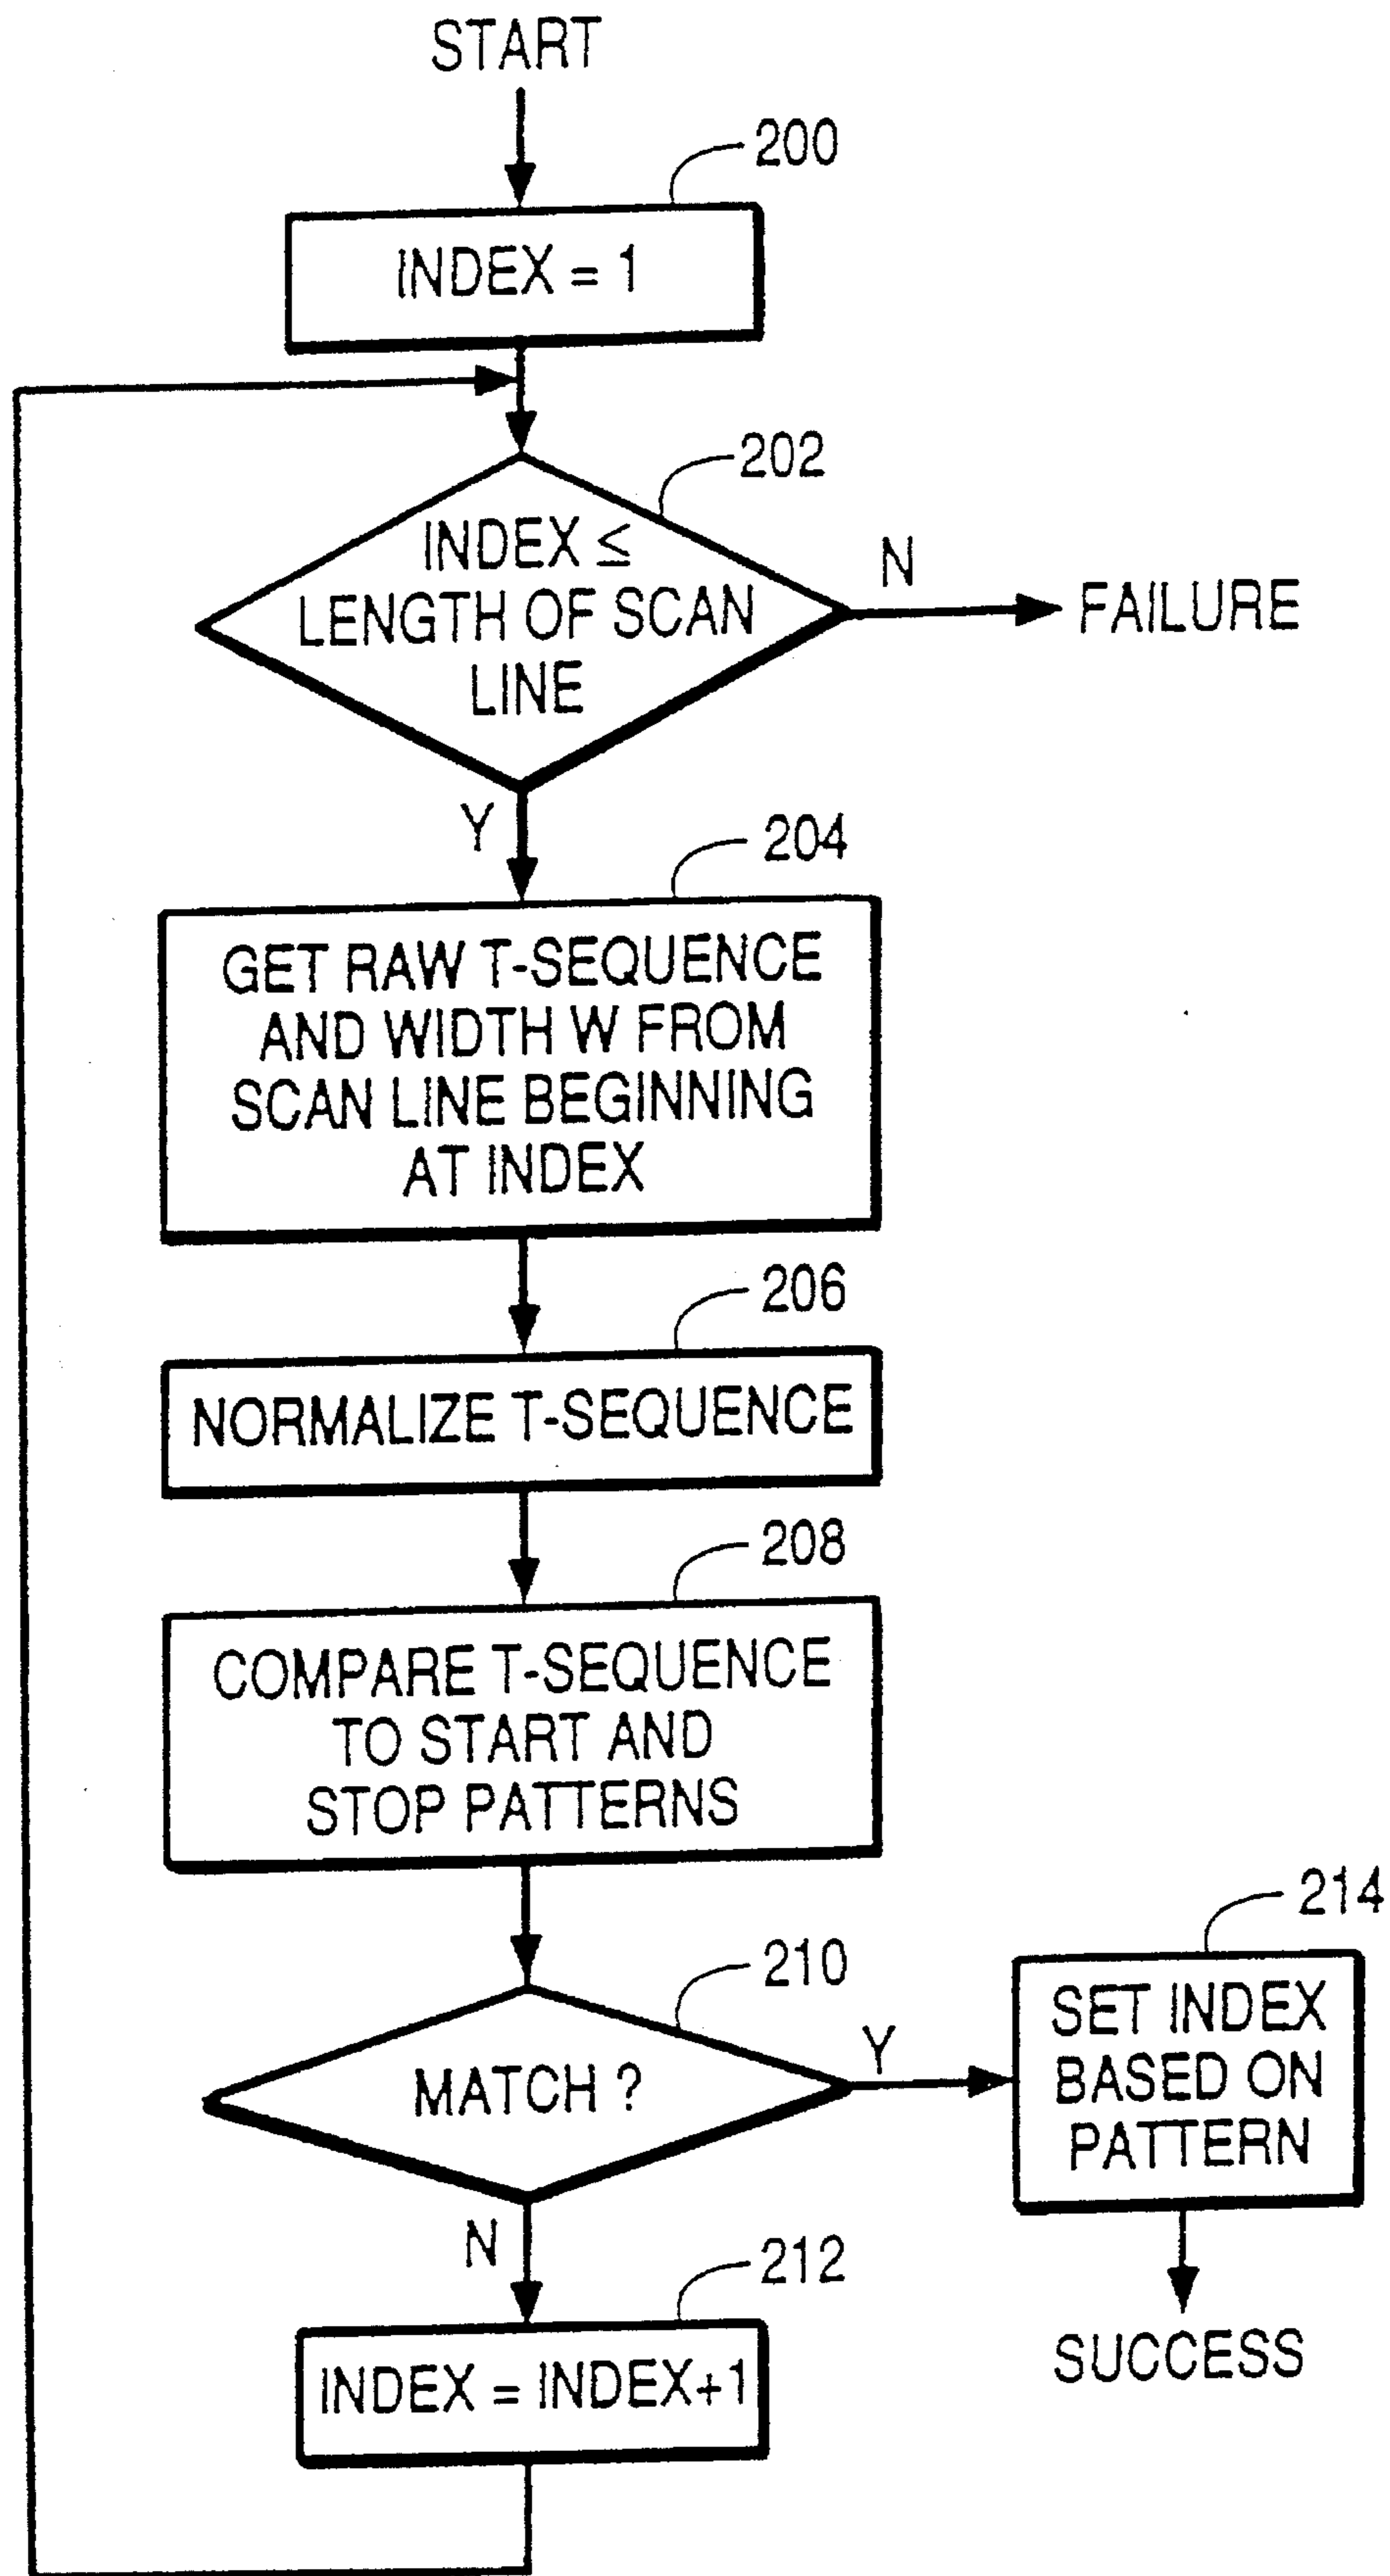 START
200
INDEX = 1
202
INDEX ≤
LENGTH OF SCAN
LINE
N
FAILURE
Y
204
GET RAW T-SEQUENCE
AND WIDTH W FROM
SCAN LINE BEGINNING
AT INDEX
206
NORMALIZE T-SEQUENCE
208
COMPARE T-SEQUENCE
TO START AND
STOP PATTERNS
210
MATCH ?
Y
214
SET INDEX
BASED ON
PATTERN
SUCCESS
N
212
INDEX = INDEX+1